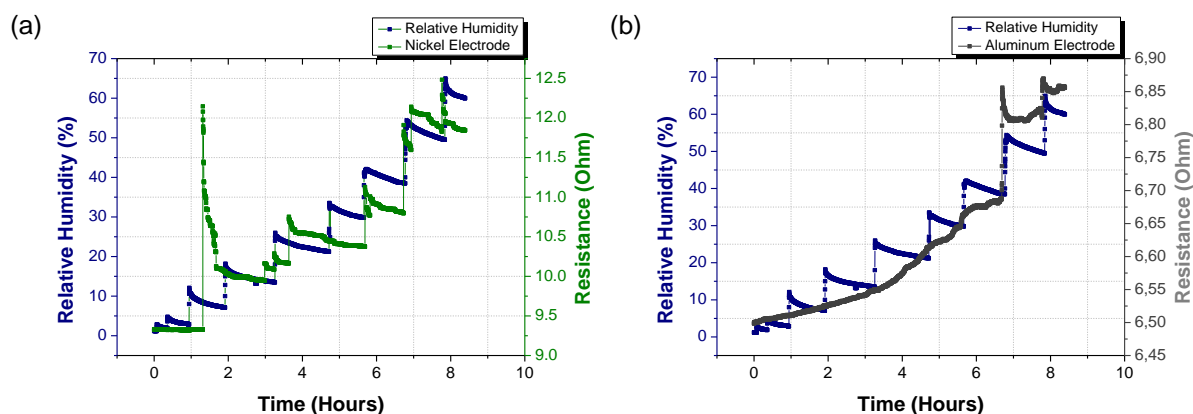 (a)
Relative Humidity
Nickel Electrode
70
60
50
40
30
20
10
0
Relative Humidity (%)
12.5
12.0
11.5
11.0
10.5
10.0
9.5
9.0
Resistance (Ohm)
0 2 4 6 8 10
Time (Hours)
(b)
Relative Humidity
Aluminum Electrode
70
60
50
40
30
20
10
0
Relative Humidity (%)
6,90
6,85
6,80
6,75
6,70
6,65
6,60
6,55
6,50
6,45
Resistance (Ohm)
0 2 4 6 8 10
Time (Hours)